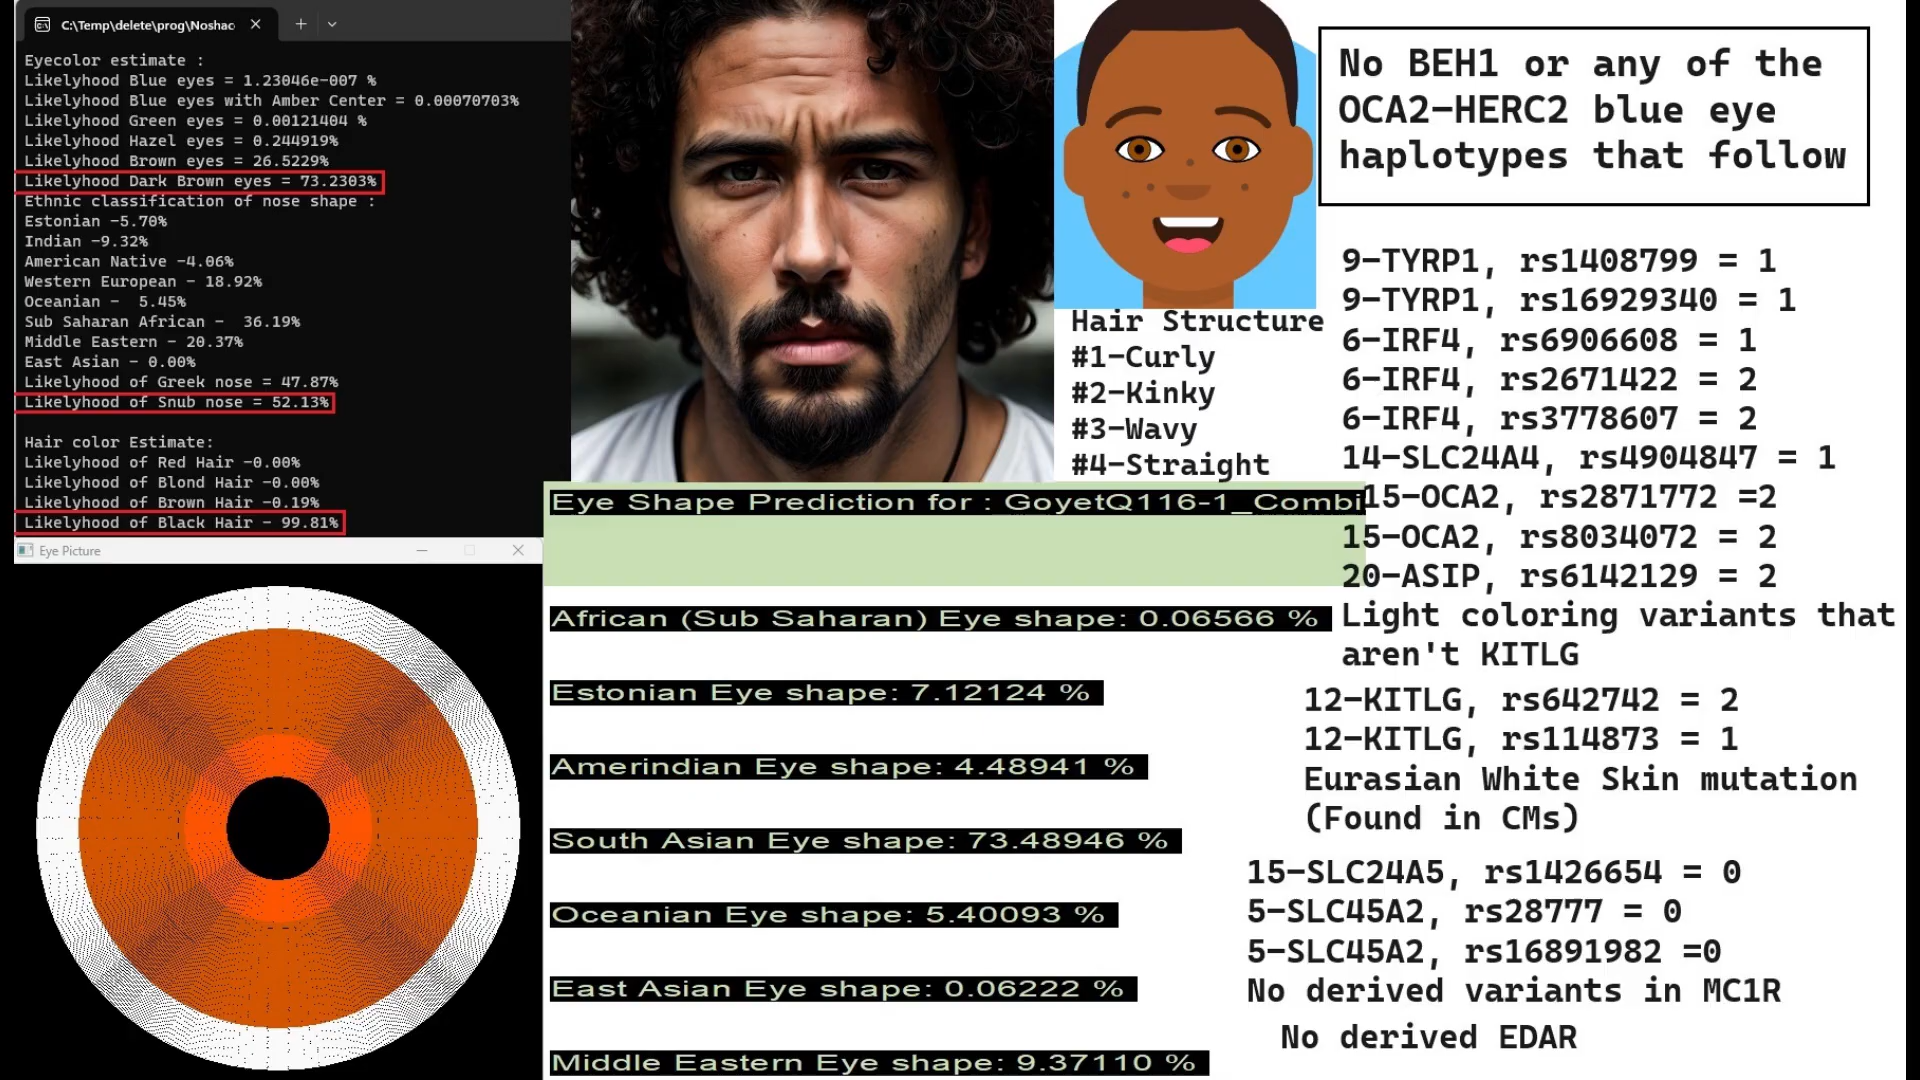 C:\Temp\delete\prog\Noshac
Eyecolor estimate :
Likelyhood Blue eyes = 1.23046e-007 %
Likelyhood Blue eyes with Amber Center = 0.00070703%
Likelyhood Green eyes = 0.00121404 %
Likelyhood Hazel eyes = 0.244919%
Likelyhood Brown eyes = 26.5229%
Likelyhood Dark Brown eyes = 73.2303%
Ethnic classification of nose shape :
Estonian -5.70%
Indian -9.32%
American Native -4.06%
Western European - 18.92%
Oceanian -  5.45%
Sub Saharan African -  36.19%
Middle Eastern - 20.37%
East Asian - 0.00%
Likelyhood of Greek nose = 47.87%
Likelyhood of Snub nose = 52.13%
Hair color Estimate:
Likelyhood of Red Hair -0.00%
Likelyhood of Blond Hair -0.00%
Likelyhood of Brown Hair -0.19%
Likelyhood of Black Hair - 99.81%
Eye Picture
Hair Structure
#1-Curly
#2-Kinky
#3-Wavy
#4-Straight
Eye Shape Prediction for : GoyetQ116-1_Combi
African (Sub Saharan) Eye shape: 0.06566 %
Estonian Eye shape: 7.12124 %
Amerindian Eye shape: 4.48941 %
South Asian Eye shape: 73.48946 %
Oceanian Eye shape: 5.40093 %
East Asian Eye shape: 0.06222 %
Middle Eastern Eye shape: 9.37110 %
No BEH1 or any of the
OCA2-HERC2 blue eye
haplotypes that follow
9-TYRP1, rs1408799 = 1
9-TYRP1, rs16929340 = 1
6-IRF4, rs6906608 = 1
6-IRF4, rs2671422 = 2
6-IRF4, rs3778607 = 2
14-SLC24A4, rs4904847 = 1
15-OCA2, rs2871772 =2
15-OCA2, rs8034072 = 2
20-ASIP, rs6142129 = 2
Light coloring variants that
aren't KITLG
12-KITLG, rs642742 = 2
12-KITLG, rs114873 = 1
Eurasian White Skin mutation
(Found in CMs)
15-SLC24A5, rs1426654 = 0
5-SLC45A2, rs28777 = 0
5-SLC45A2, rs16891982 =0
No derived variants in MC1R
No derived EDAR